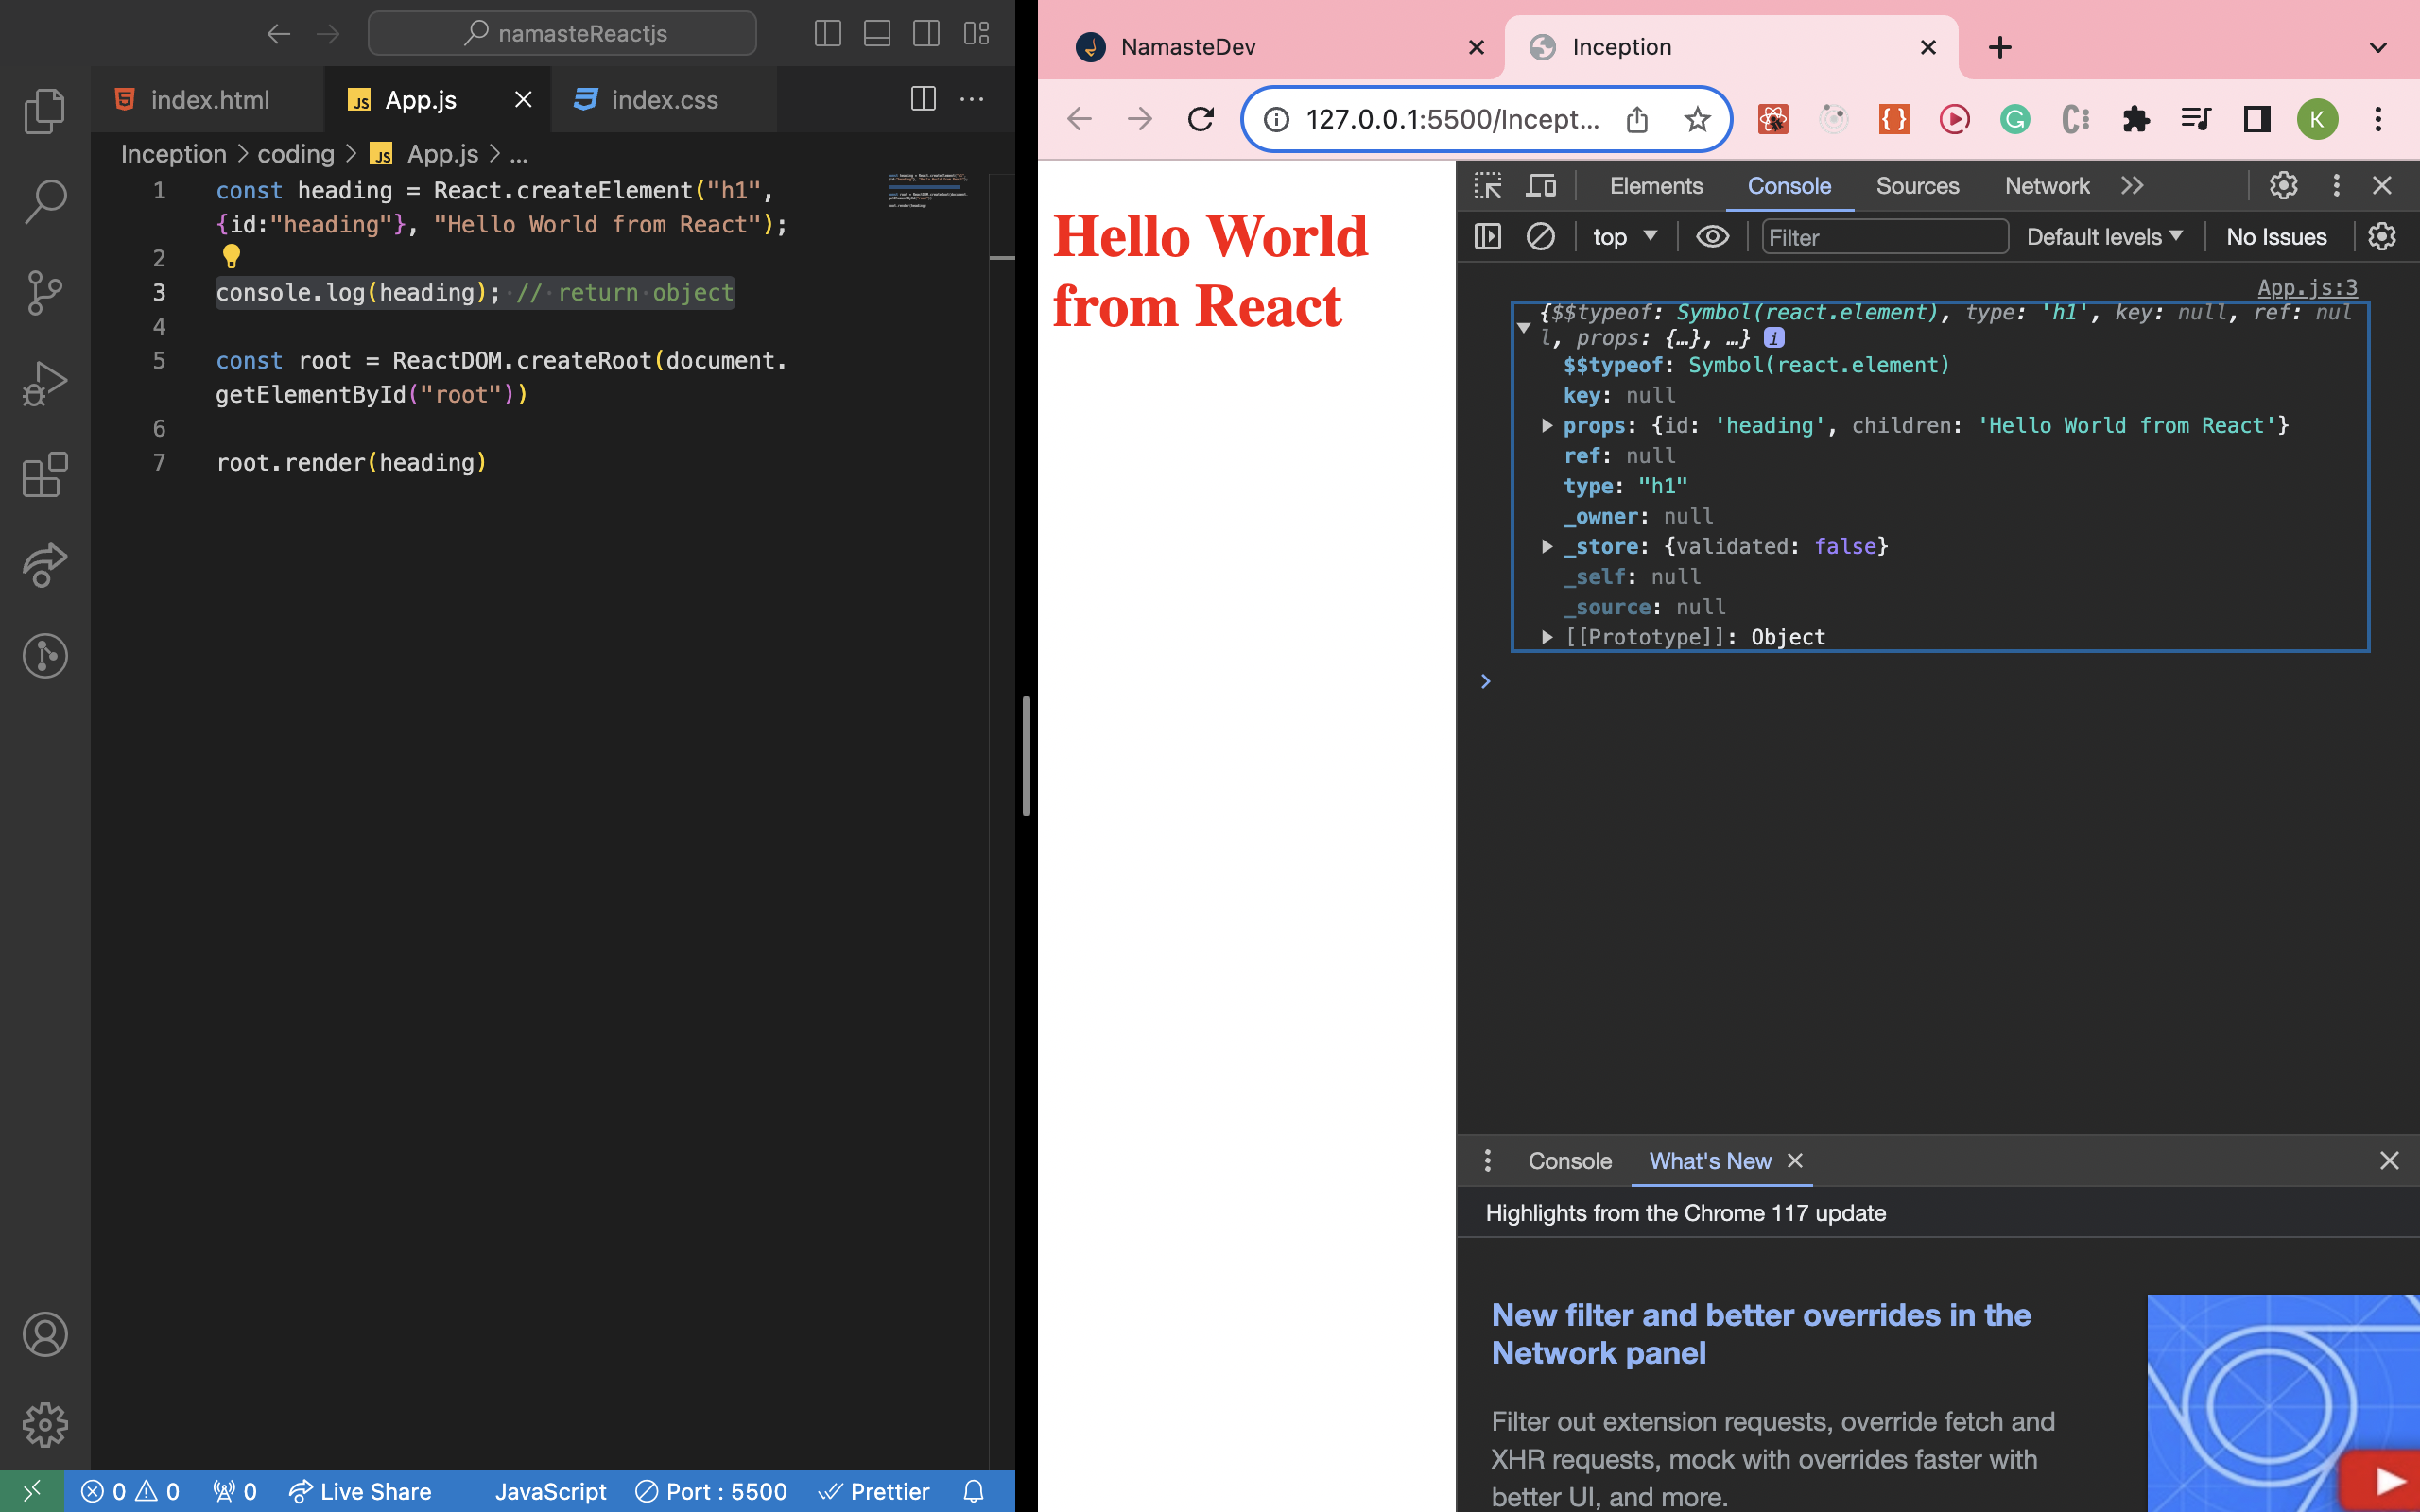 namasteReactjs
index.html
App.js
index.css
Inception > coding > JS App.js > ...
1 const heading = React.createElement("h1",
{id:"heading"}, "Hello World from React");
2
3 console.log(heading); // return object
4
5 const root = ReactDOM.createRoot(document.
getElementById("root"))
6
7 root.render(heading)
0 0 0 Live Share JavaScript Port : 5500 Prettier
NamasteDev
Inception
127.0.0.1:5500/Incept...
K
Hello World
from React
Elements Console Sources Network
top Filter Default levels No Issues
App.js:3
{$$typeof: Symbol(react.element), type: 'h1', key: null, ref: nul
l, props: {…}, …} i
$$typeof: Symbol(react.element)
key: null
props: {id: 'heading', children: 'Hello World from React'}
ref: null
type: "h1"
_owner: null
_store: {validated: false}
_self: null
_source: null
[[Prototype]]: Object
Console What's New
Highlights from the Chrome 117 update
New filter and better overrides in the
Network panel
Filter out extension requests, override fetch and
XHR requests, mock with overrides faster with
better UI, and more.